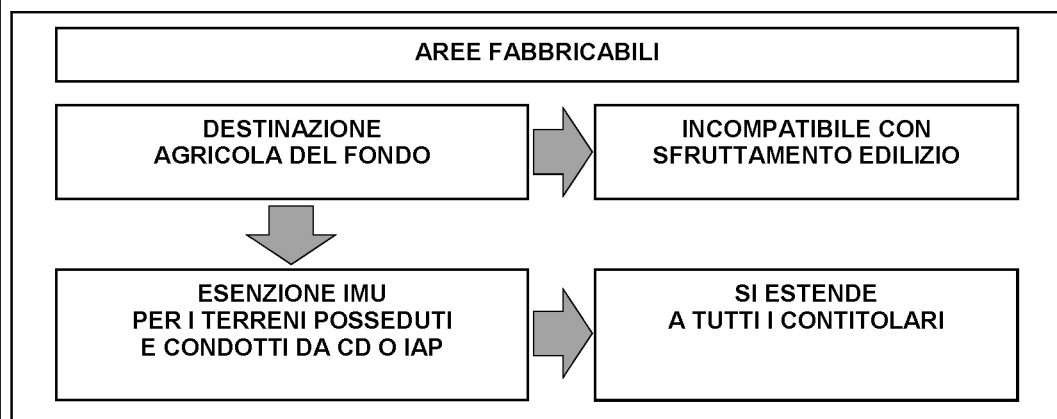 AREE FABBRICABILI
DESTINAZIONE
AGRICOLA DEL FONDO
INCOMPATIBILE CON
SFRUTTAMENTO EDILIZIO
ESENZIONE IMU
PER I TERRENI POSSEDUTI
E CONDOTTI DA CD O IAP
SI ESTENDE
A TUTTI I CONTITOLARI